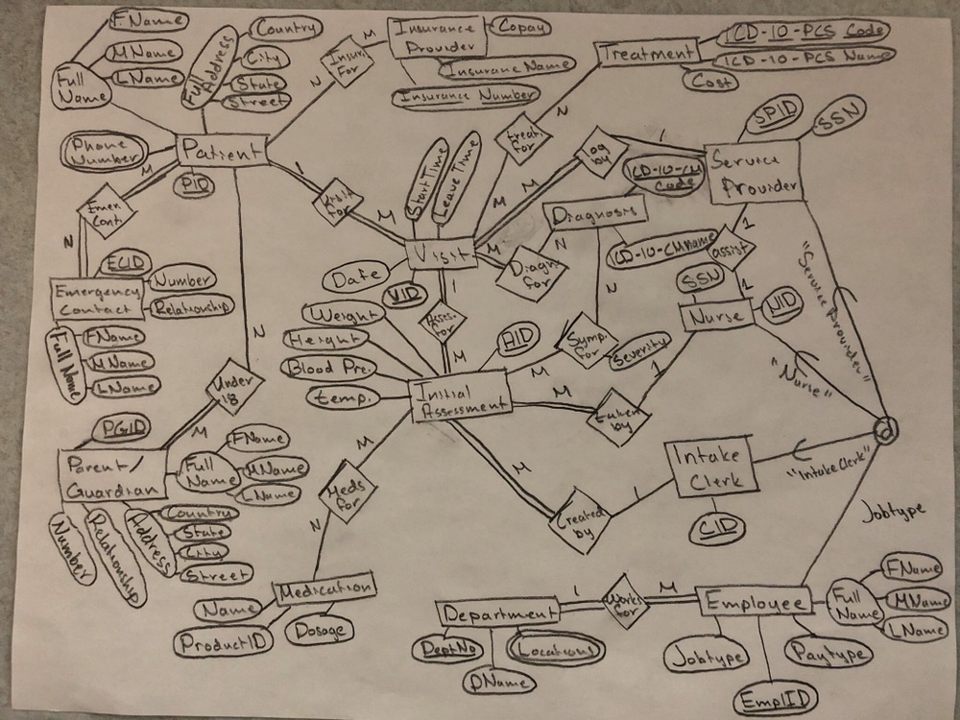 FName
MName
LName
Full
Name
Full Address
Country
City
State
Street
Insur.
For
M
N
Insurance
Provider
Copay
Insurance Name
Insurance Number
Treatment
ICD-10-PCS Code
ICD-10-PCS Name
Cost
Phone
Number
Patient
PID
M
Emer.
Cont.
N
1
Visit
For
M
Start Time
Leave Time
N
Treat.
for
M
Log
by
1
M
SPID
SSN
Service
Provider
ICD-10-CM
Code
Diagnosis
ICD-10-CM Name
N
Diagn.
for
M
Visit
Date
VID
1
Asses.
for
M
1
assist
1
SSN
Nurse
NID
"Service Provider"
"Nurse"
"Intake Clerk"
d
Jobtype
ECID
Emergency
Contact
Number
Relationship
Full Name
FName
MName
LName
Weight
Height
Blood Pre.
temp.
AID
Initial
Assessment
M
Symp.
for
N
Severity
M
taken
by
1
N
Under
18
M
PGID
Parent/
Guardian
Full
Name
FName
MName
LName
Number
Relationship
Address
Country
State
City
Street
M
Meds
for
N
Medication
Name
ProductID
Dosage
M
Created
by
1
Intake
Clerk
CID
Department
DeptNo
DName
Locations
1
Works
for
M
Employee
Jobtype
EmplID
Paytype
Full
Name
FName
MName
LName